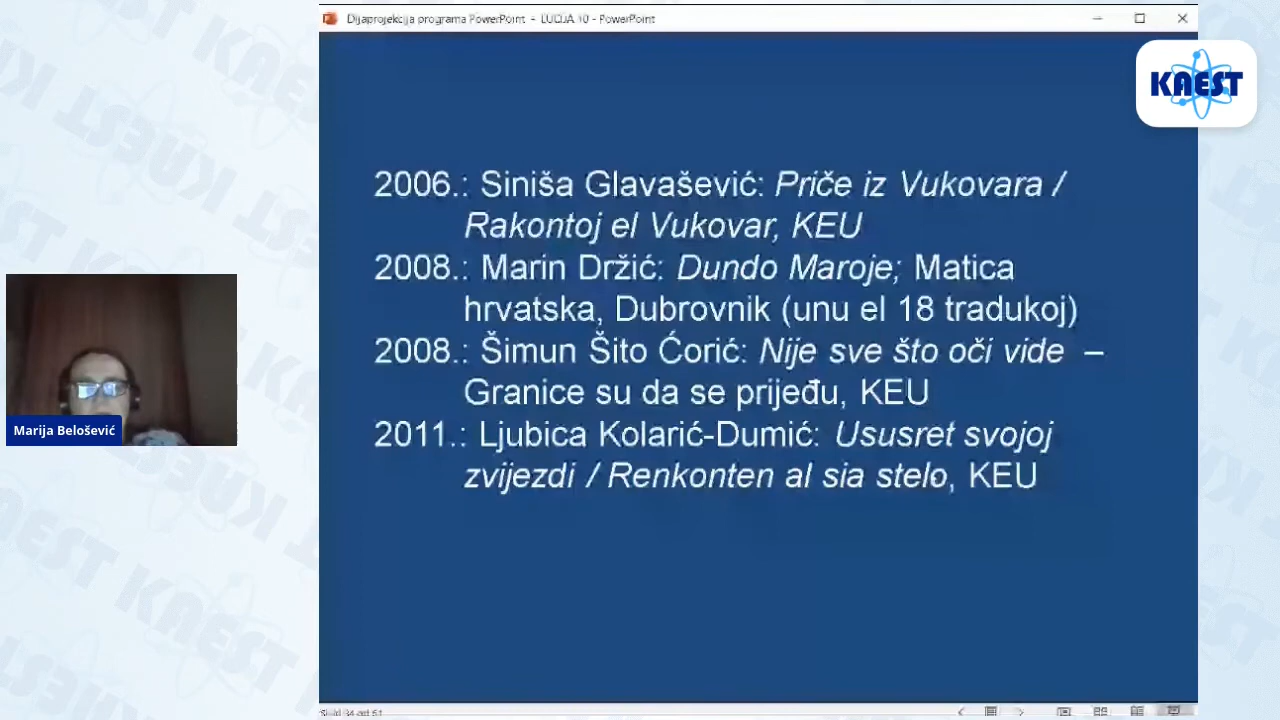 Dijaprojekcija programa PowerPoint - LUCIJA 10 - PowerPoint
KAEST
2006.: Siniša Glavašević: Priče iz Vukovara /
Rakontoj el Vukovar, KEU
2008.: Marin Držić: Dundo Maroje; Matica
hrvatska, Dubrovnik (unu el 18 tradukoj)
2008.: Šimun Šito Ćorić: Nije sve što oči vide –
Granice su da se prijeđu, KEU
2011.: Ljubica Kolarić-Dumić: Ususret svojoj
zvijezdi / Renkonten al sia stelo, KEU
Marija Belošević